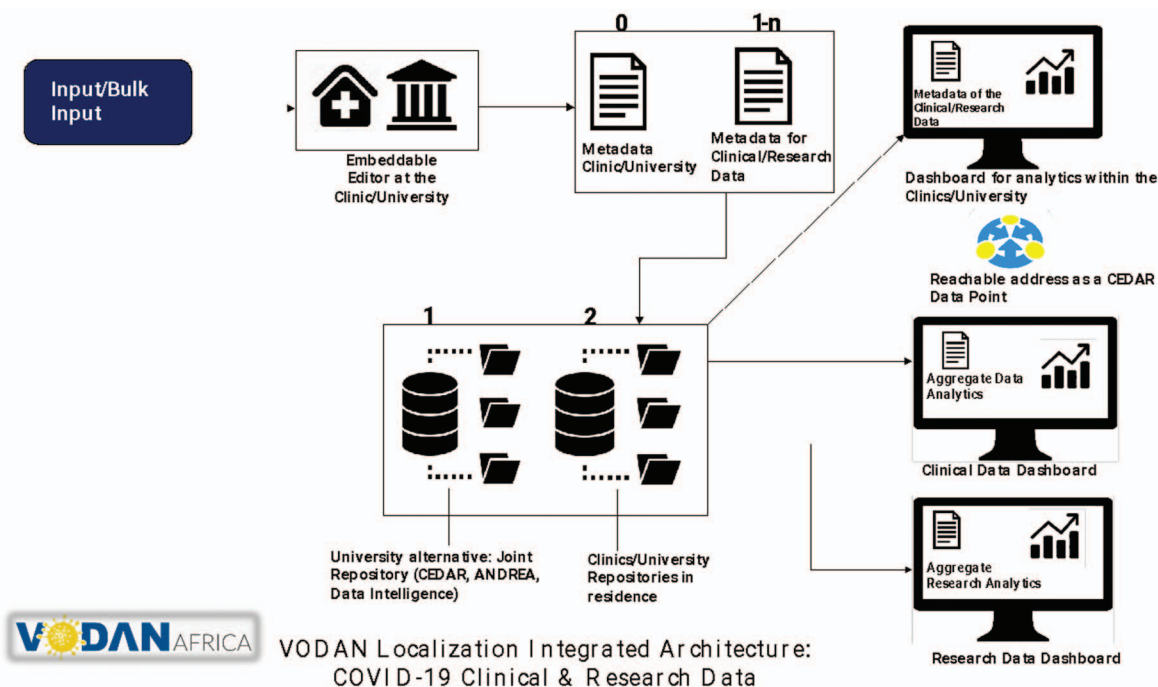 Input/Bulk
Input
Embeddable
Editor at the
Clinic/University
0
1-n
Metadata
Clinic/University
Metadata for
Clinical/Research
Data
Metadata of the
Clinical/Research
Data
Dashboard for analytics within the
Clinics/University
Reachable address as a CEDAR
Data Point
1
2
Aggregate Data
Analytics
Clinical Data Dashboard
University alternative: Joint
Repository (CEDAR, ANDREA,
Data Intelligence)
Clinics/University
Repositories in
residence
Aggregate
Research Analytics
Research Data Dashboard
VODAN AFRICA
VODAN Localization Integrated Architecture:
COVID-19 Clinical & Research Data